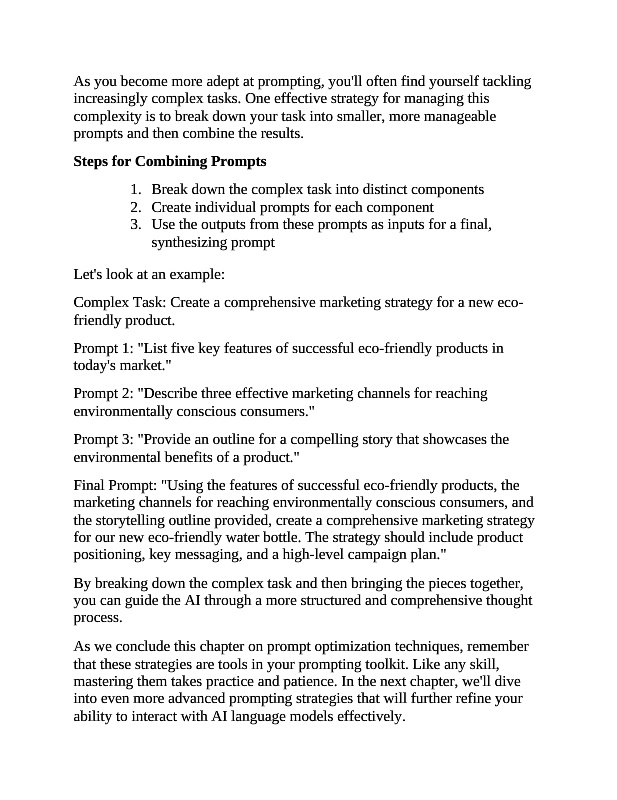 As you become more adept at prompting, you'll often find yourself tackling
increasingly complex tasks. One effective strategy for managing this
complexity is to break down your task into smaller, more manageable
prompts and then combine the results.
Steps for Combining Prompts
1. Break down the complex task into distinct components
2. Create individual prompts for each component
3. Use the outputs from these prompts as inputs for a final,
synthesizing prompt
Let's look at an example:
Complex Task: Create a comprehensive marketing strategy for a new eco-
friendly product.
Prompt 1: "List five key features of successful eco-friendly products in
today's market."
Prompt 2: "Describe three effective marketing channels for reaching
environmentally conscious consumers."
Prompt 3: "Provide an outline for a compelling story that showcases the
environmental benefits of a product."
Final Prompt: "Using the features of successful eco-friendly products, the
marketing channels for reaching environmentally conscious consumers, and
the storytelling outline provided, create a comprehensive marketing strategy
for our new eco-friendly water bottle. The strategy should include product
positioning, key messaging, and a high-level campaign plan."
By breaking down the complex task and then bringing the pieces together,
you can guide the AI through a more structured and comprehensive thought
process.
As we conclude this chapter on prompt optimization techniques, remember
that these strategies are tools in your prompting toolkit. Like any skill,
mastering them takes practice and patience. In the next chapter, we'll dive
into even more advanced prompting strategies that will further refine your
ability to interact with AI language models effectively.